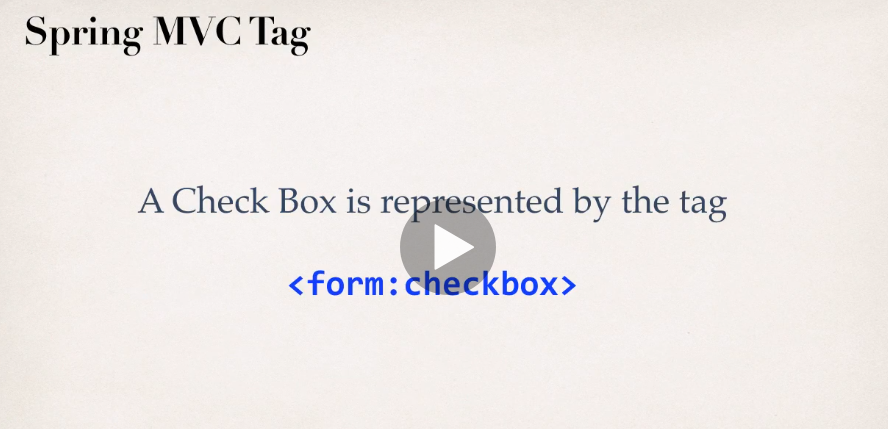 Spring MVC Tag
A Check Box is represented by the tag
<form:checkbox>